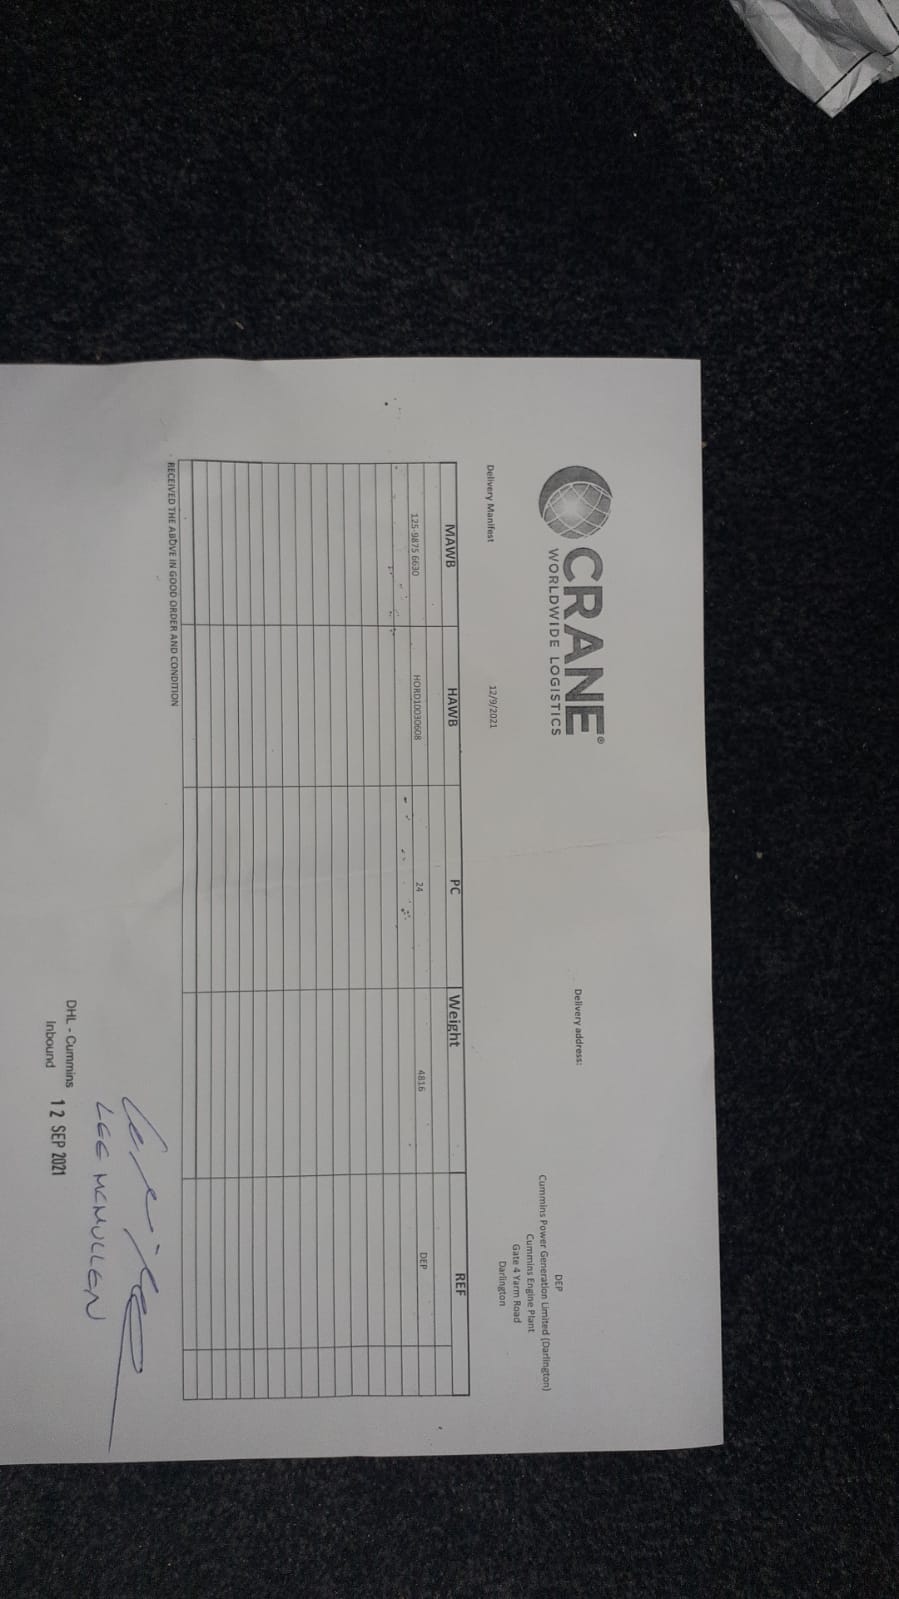 CRANE®
WORLDWIDE LOGISTICS
Delivery address:
DEP
Cummins Power Generation Limited (Darlington)
Cummins Engine Plant
Gate 4 Yarm Road
Darlington
Delivery Manifest 12/9/2021
MAWB HAWB PC Weight REF
125-9875 6630 HORD10030608 24 4816 DEP
RECEIVED THE ABOVE IN GOOD ORDER AND CONDITION
LEE MCMULLEN
DHL - Cummins
Inbound 12 SEP 2021